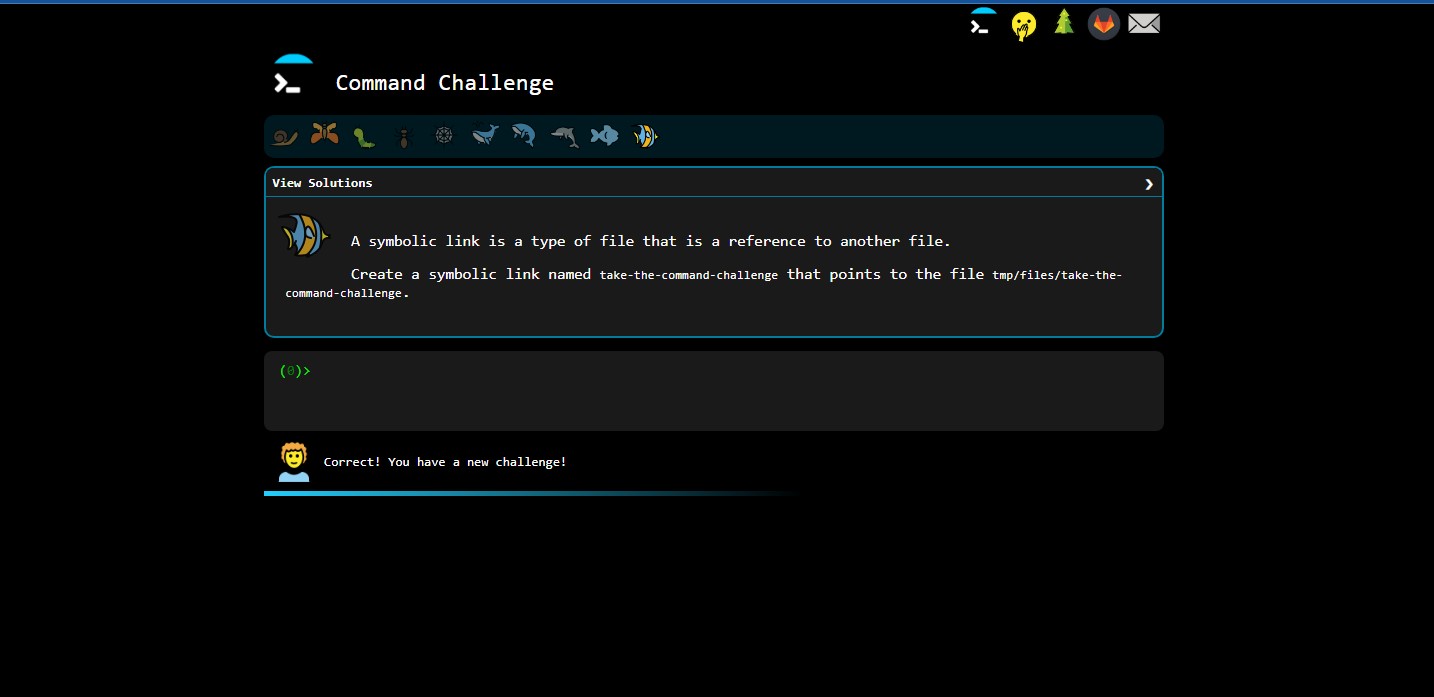 Command Challenge
View Solutions
A symbolic link is a type of file that is a reference to another file.
Create a symbolic link named take-the-command-challenge that points to the file tmp/files/take-the-
command-challenge.
(0)>
Correct! You have a new challenge!